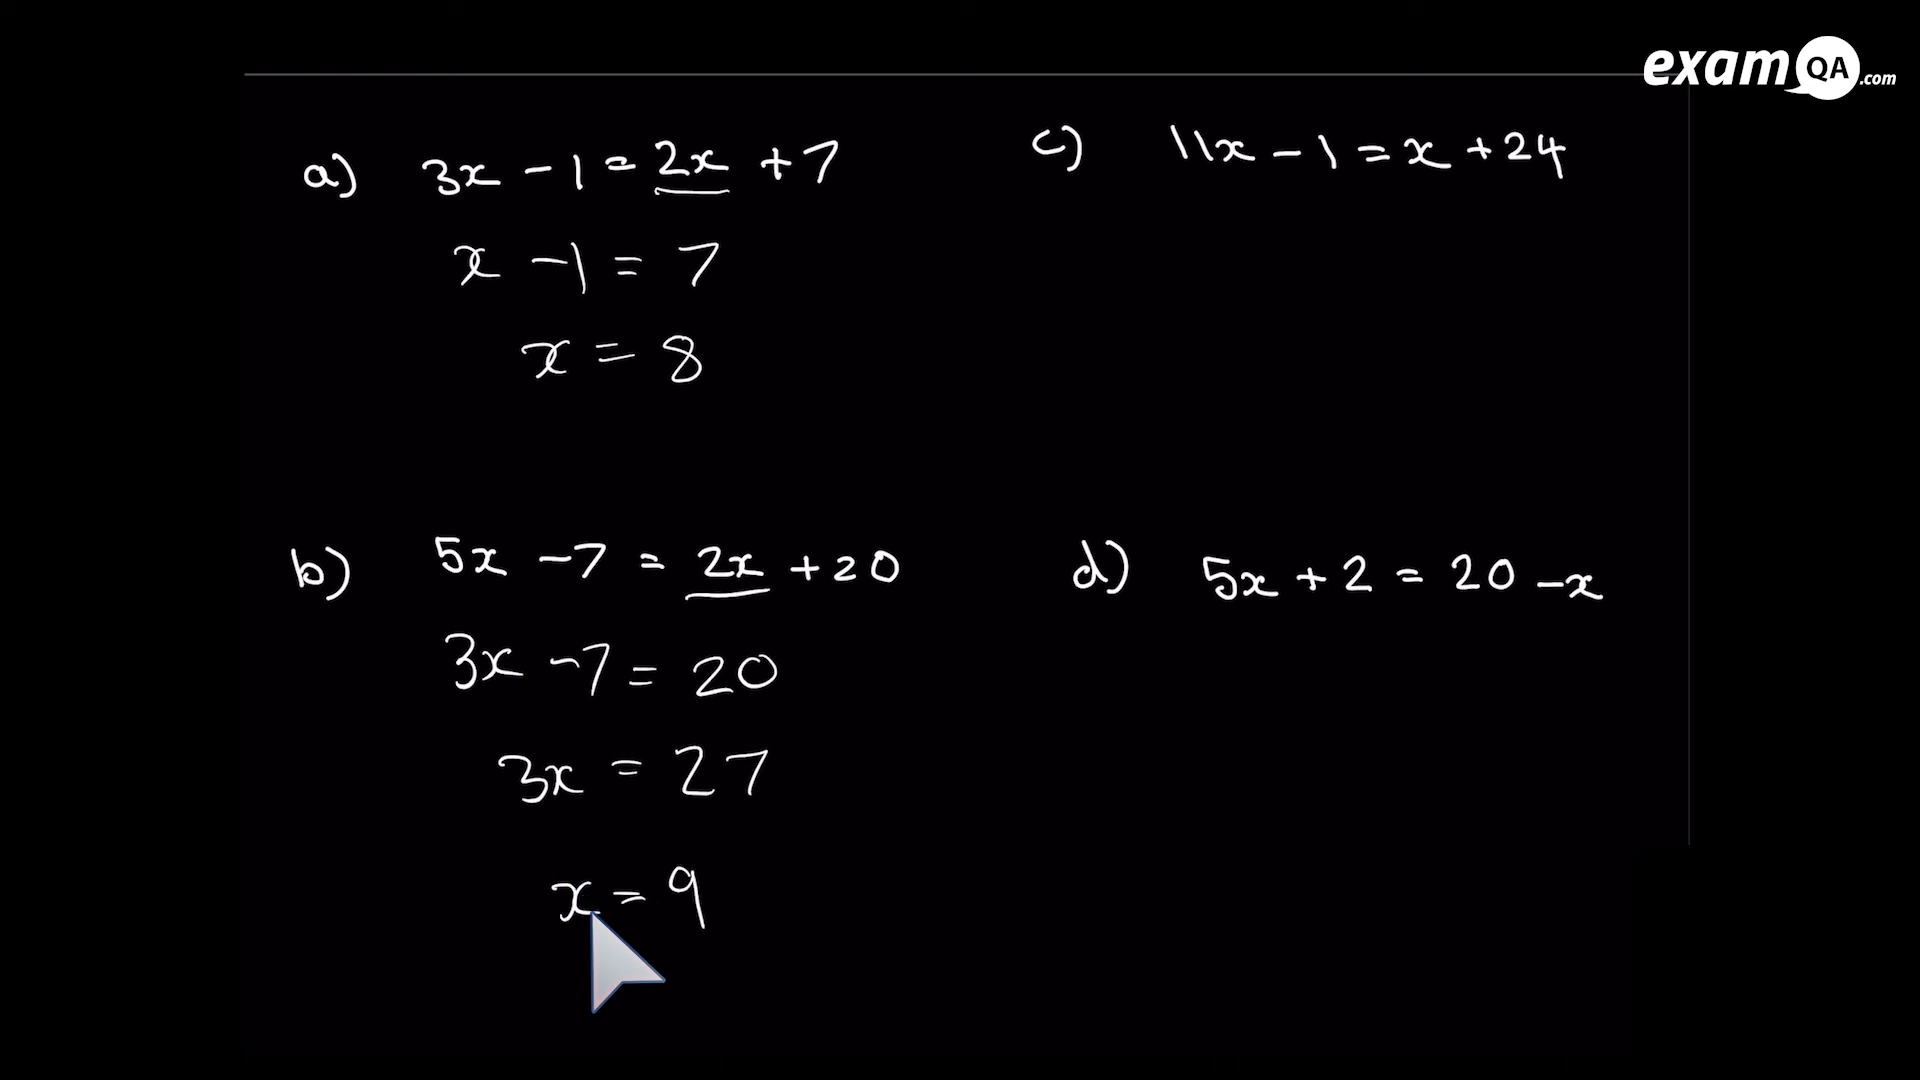 examQA.com
a) 3x - 1 = 2x + 7
x - 1 = 7
x = 8
b) 5x - 7 = 2x + 20
3x - 7 = 20
3x = 27
x = 9
c) 11x - 1 = x + 24
d) 5x + 2 = 20 - x